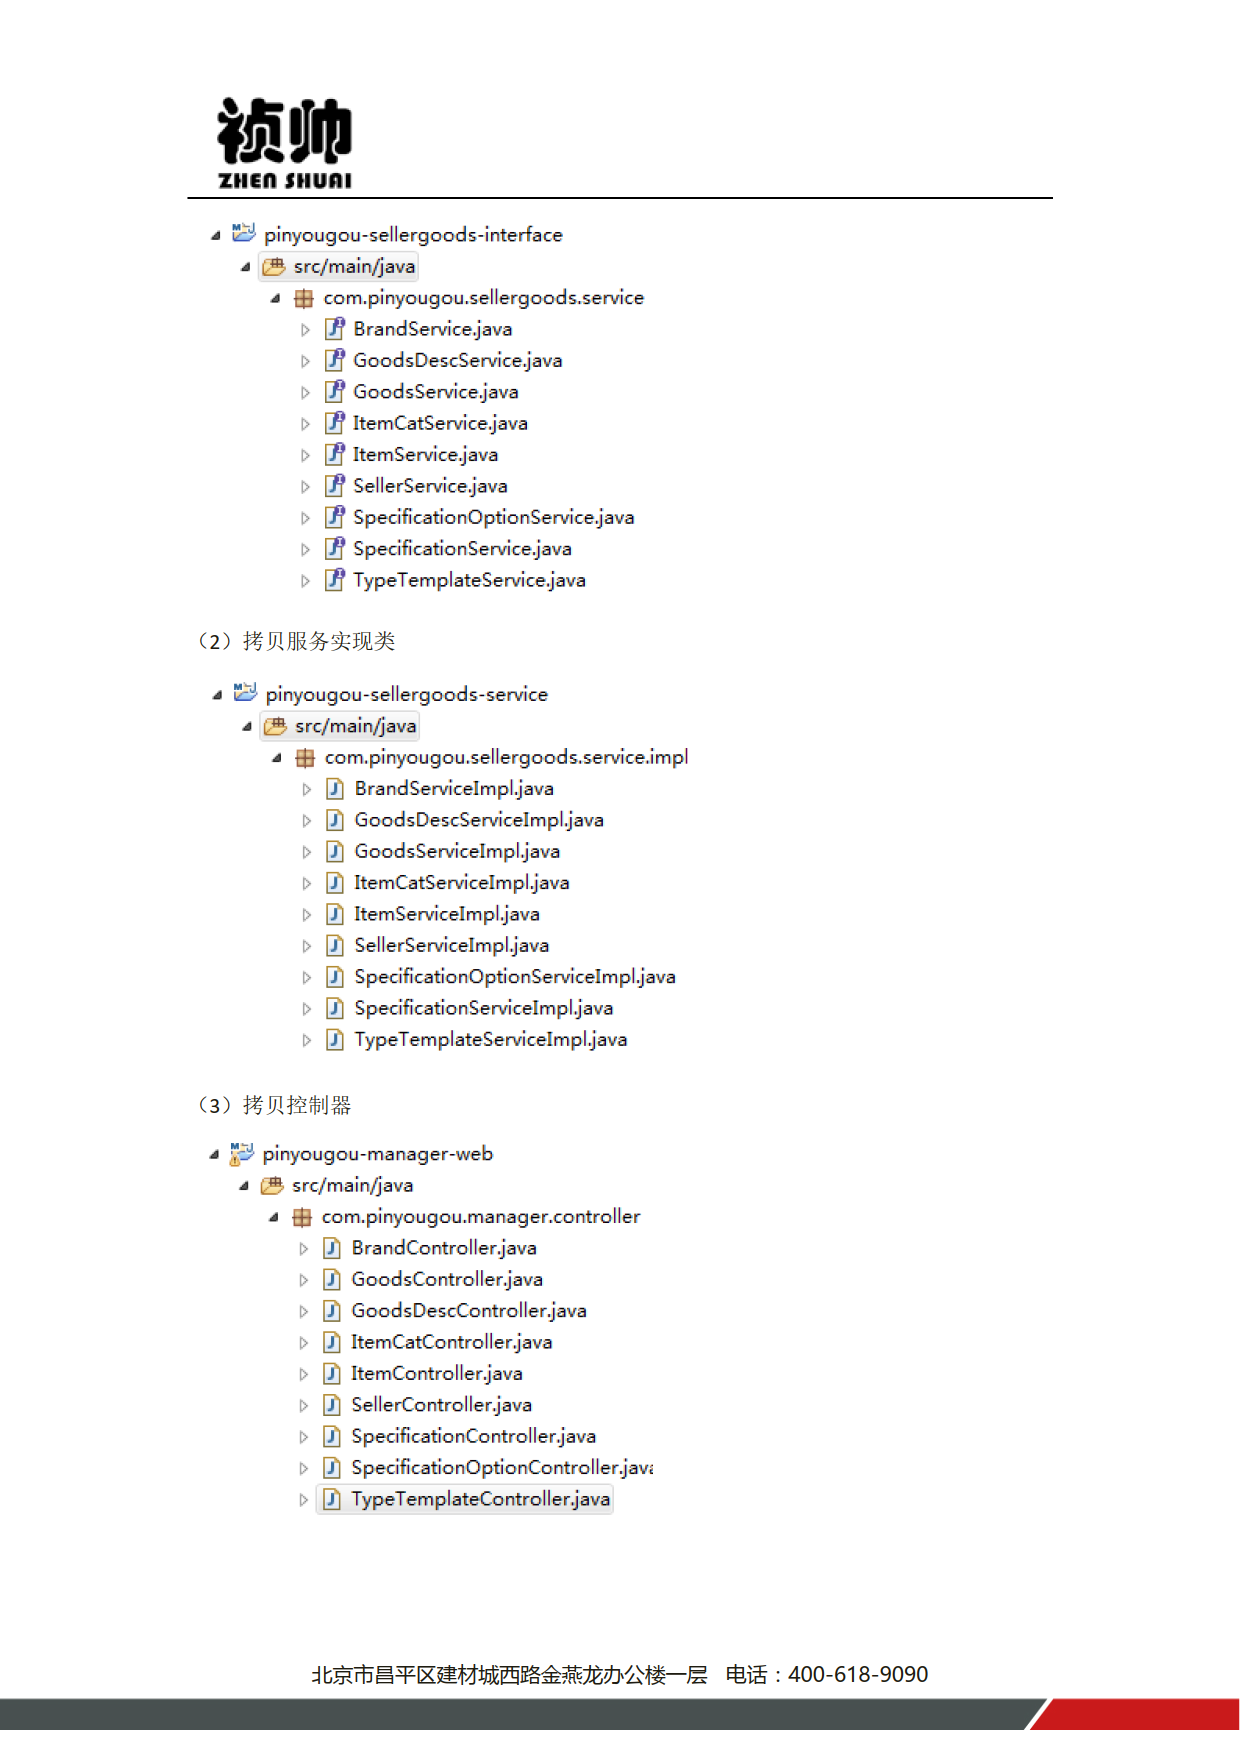 祯帅
ZHEN SHUAI
pinyougou-sellergoods-interface
src/main/java
com.pinyougou.sellergoods.service
BrandService.java
GoodsDescService.java
GoodsService.java
ItemCatService.java
ItemService.java
SellerService.java
SpecificationOptionService.java
SpecificationService.java
TypeTemplateService.java
（2）拷贝服务实现类
pinyougou-sellergoods-service
src/main/java
com.pinyougou.sellergoods.service.impl
BrandServiceImpl.java
GoodsDescServiceImpl.java
GoodsServiceImpl.java
ItemCatServiceImpl.java
ItemServiceImpl.java
SellerServiceImpl.java
SpecificationOptionServiceImpl.java
SpecificationServiceImpl.java
TypeTemplateServiceImpl.java
（3）拷贝控制器
pinyougou-manager-web
src/main/java
com.pinyougou.manager.controller
BrandController.java
GoodsController.java
GoodsDescController.java
ItemCatController.java
ItemController.java
SellerController.java
SpecificationController.java
SpecificationOptionController.java
TypeTemplateController.java
北京市昌平区建材城西路金燕龙办公楼一层 电话：400-618-9090